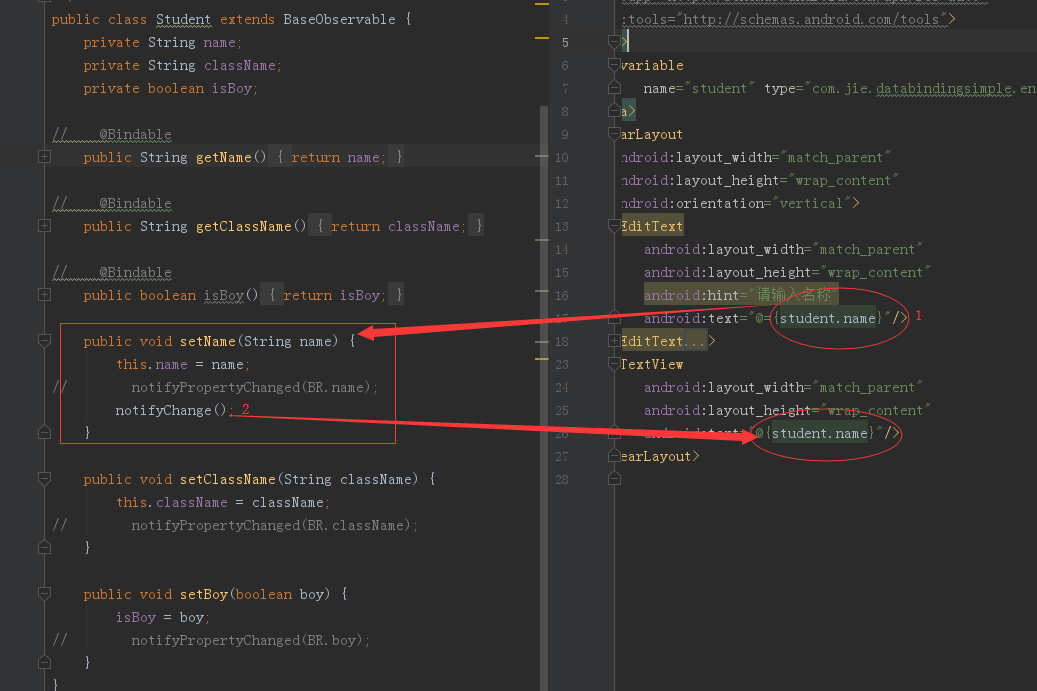 public class Student extends BaseObservable {
private String name;
private String className;
private boolean isBoy;
// @Bindable
public String getName() { return name; }
// @Bindable
public String getClassName() { return className; }
// @Bindable
public boolean isBoy() { return isBoy; }
public void setName(String name) {
this.name = name;
// notifyPropertyChanged(BR.name);
notifyChange(); 2
}
public void setClassName(String className) {
this.className = className;
// notifyPropertyChanged(BR.className);
}
public void setBoy(boolean boy) {
isBoy = boy;
// notifyPropertyChanged(BR.boy);
}
}
4 :tools="http://schemas.android.com/tools">
5 >
6 variable
7 name="student" type="com.jie.databindingsimple.en
8 a>
9 arLayout
10 ndroid:layout_width="match_parent"
11 ndroid:layout_height="wrap_content"
12 ndroid:orientation="vertical">
13 EditText
14 android:layout_width="match_parent"
15 android:layout_height="wrap_content"
16 android:hint="请输入名称"
android:text="@={student.name}"/> 1
18 EditText...>
23 TextView
24 android:layout_width="match_parent"
25 android:layout_height="wrap_content"
26 android:text="@{student.name}"/>
27 earLayout>
28